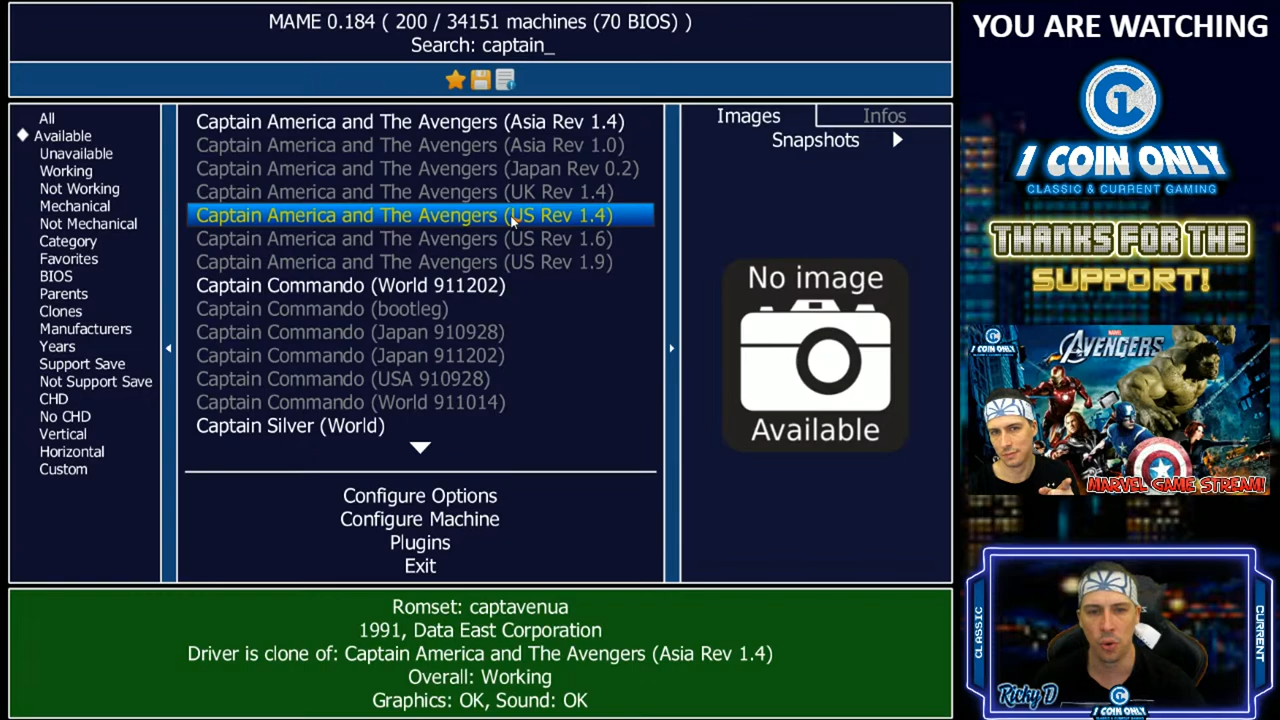 MAME 0.184 ( 200 / 34151 machines (70 BIOS) )
Search: captain_
All
Available
Unavailable
Working
Not Working
Mechanical
Not Mechanical
Category
Favorites
BIOS
Parents
Clones
Manufacturers
Years
Support Save
Not Support Save
CHD
No CHD
Vertical
Horizontal
Custom
Captain America and The Avengers (Asia Rev 1.4)
Captain America and The Avengers (Asia Rev 1.0)
Captain America and The Avengers (Japan Rev 0.2)
Captain America and The Avengers (UK Rev 1.4)
Captain America and The Avengers (US Rev 1.4)
Captain America and The Avengers (US Rev 1.6)
Captain America and The Avengers (US Rev 1.9)
Captain Commando (World 911202)
Captain Commando (bootleg)
Captain Commando (Japan 910928)
Captain Commando (Japan 911202)
Captain Commando (USA 910928)
Captain Commando (World 911014)
Captain Silver (World)
Configure Options
Configure Machine
Plugins
Exit
Images
Infos
Snapshots
No image
Available
Romset: captavenua
1991, Data East Corporation
Driver is clone of: Captain America and The Avengers (Asia Rev 1.4)
Overall: Working
Graphics: OK, Sound: OK
YOU ARE WATCHING
1
1 COIN ONLY
CLASSIC & CURRENT GAMING
THANKS FOR THE
SUPPORT!
1 COIN ONLY
MARVEL
AVENGERS
MARVEL GAME STREAM!
CLASSIC
CURRENT
Ricky D
1 COIN ONLY